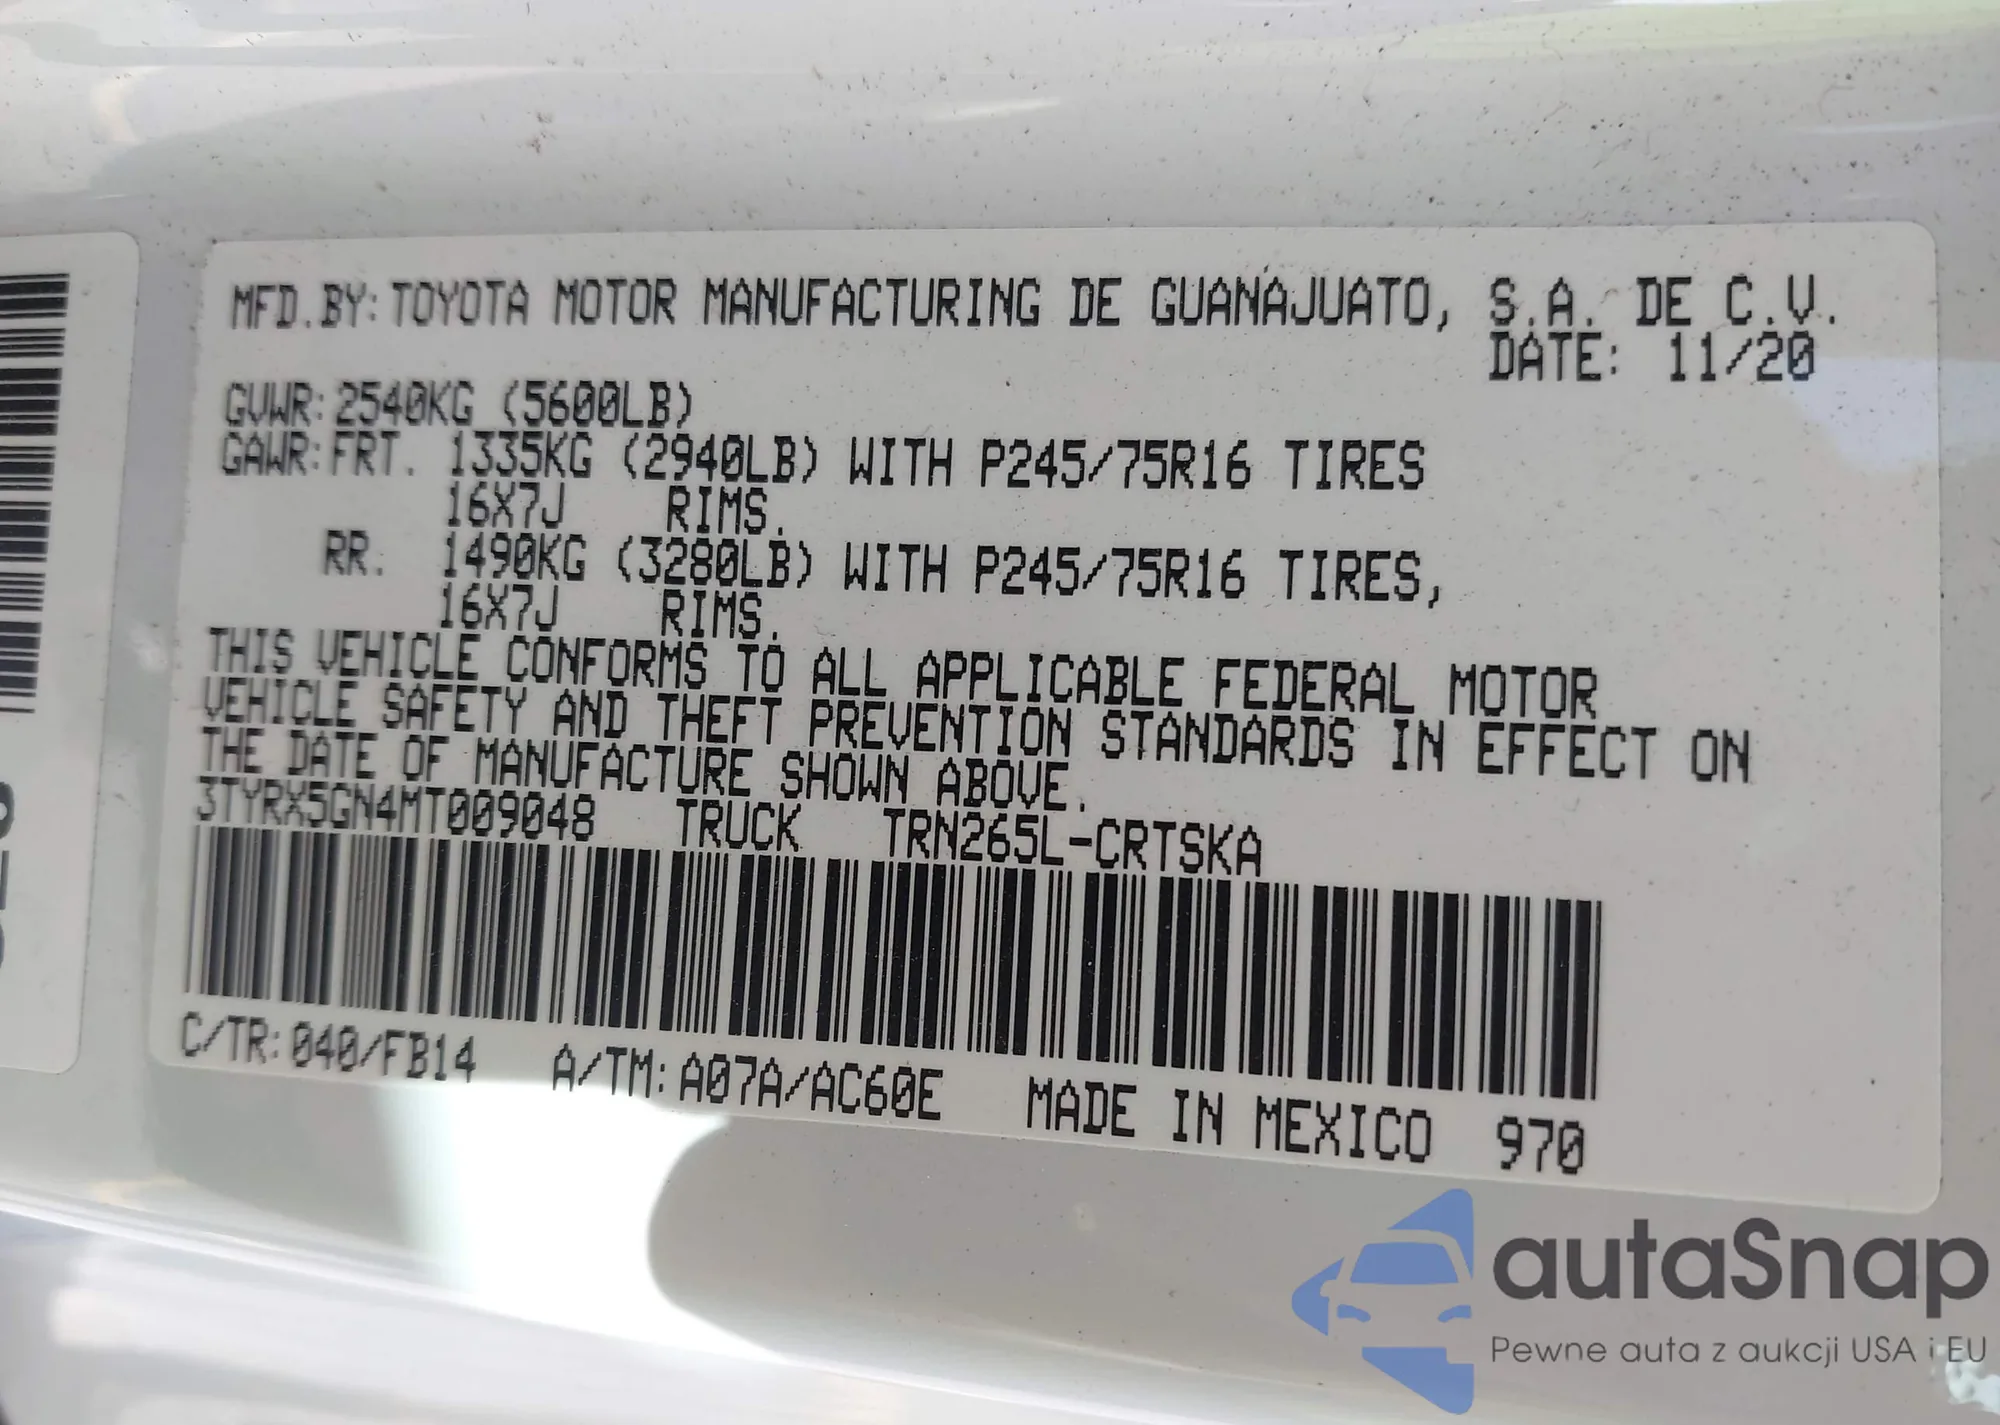 MFD.BY: TOYOTA MOTOR MANUFACTURING DE GUANAJUATO, S.A. DE C.V.
DATE: 11/20
GVWR: 2540KG (5600LB)
GAWR: FRT. 1335KG (2940LB) WITH P245/75R16 TIRES
16X7J RIMS.
RR. 1490KG (3280LB) WITH P245/75R16 TIRES,
16X7J RIMS.
THIS VEHICLE CONFORMS TO ALL APPLICABLE FEDERAL MOTOR
VEHICLE SAFETY AND THEFT PREVENTION STANDARDS IN EFFECT ON
THE DATE OF MANUFACTURE SHOWN ABOVE.
3TYRX5GN4MT009048 TRUCK TRN265L-CRTSKA
C/TR: 040/FB14 A/TM: A07A/AC60E MADE IN MEXICO 970
autaSnap
Pewne auta z aukcji USA i EU